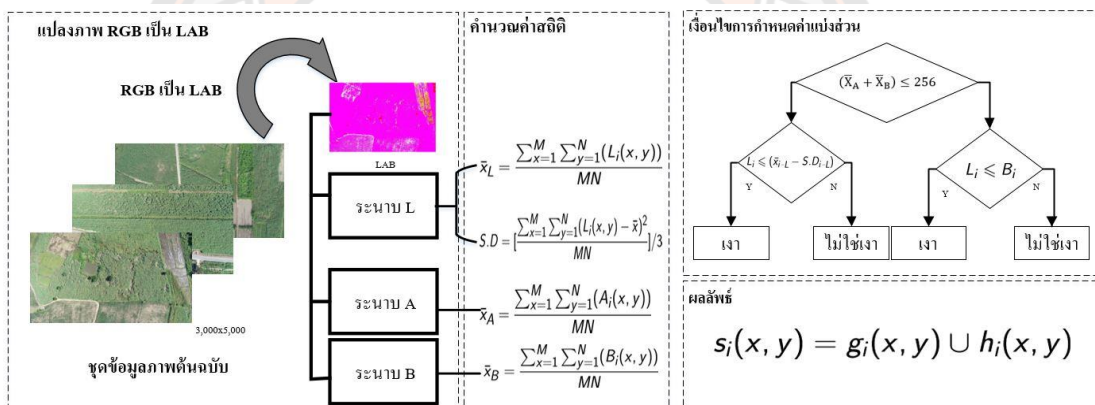 แปลงภาพ RGB เป็น LAB
RGB เป็น LAB
3,000x5,000
ชุดข้อมูลภาพต้นฉบับ
LAB
ระนาบ L
ระนาบ A
ระนาบ B
คำนวณค่าสถิติ
x̄_L = ∑_{x=1}^{M} ∑_{y=1}^{N} (L_i(x, y)) / MN
S.D = [∑_{x=1}^{M} ∑_{y=1}^{N} (L_i(x, y) − x̄)² / MN]/3
x̄_A = ∑_{x=1}^{M} ∑_{y=1}^{N} (A_i(x, y)) / MN
x̄_B = ∑_{x=1}^{M} ∑_{y=1}^{N} (B_i(x, y)) / MN
เงื่อนไขการกำหนดค่าแบ่งส่วน
(X̄_A + X̄_B) ≤ 256
L_i ⩽ (x̄_{i·L} − S.D_{i·L})
Y N
L_i ⩽ B_i
Y N
เงา ไม่ใช่เงา เงา ไม่ใช่เงา
ผลลัพธ์
s_i(x, y) = g_i(x, y) ∪ h_i(x, y)